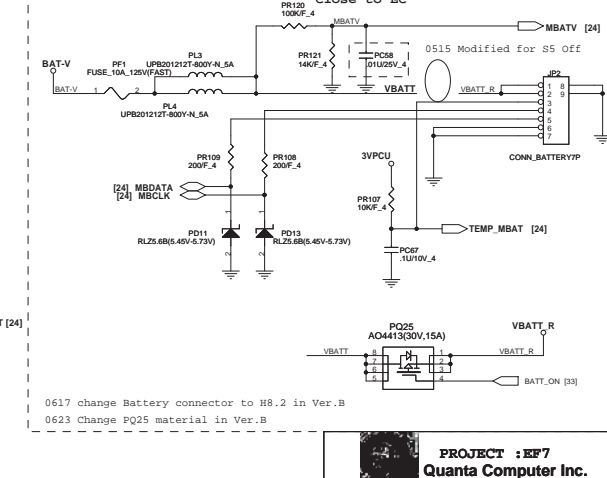 Close to EC
PR120
100K/F_4
MBATV
MBATV [24]
PR121
14K/F_4
PC58
.01U/25V_4
0515 Modified for S5 Off
BAT-V
BAT-V
PF1
FUSE_10A_125V(FAST)
1
2
PL3
UPB201212T-800Y-N_5A
PL4
UPB201212T-800Y-N_5A
VBATT
VBATT_R
JP2
1 8
2 9
3
4
5
6
7
CONN_BATTERY7P
PR109
200/F_4
PR108
200/F_4
[24] MBDATA
[24] MBCLK
3VPCU
PR107
10K/F_4
TEMP_MBAT [24]
PC67
.1U/10V_4
PD11
RLZ5.6B(5.45V-5.73V)
1
2
PD13
RLZ5.6B(5.45V-5.73V)
1
2
[24]
PQ25
AO4413(30V,15A)
VBATT
8 1
7 2
6 3
5 4
VBATT_R
VBATT_R
BATT_ON [33]
0617 change Battery connector to H8.2 in Ver.B
0623 Change PQ25 material in Ver.B
PROJECT : EF7
Quanta Computer Inc.